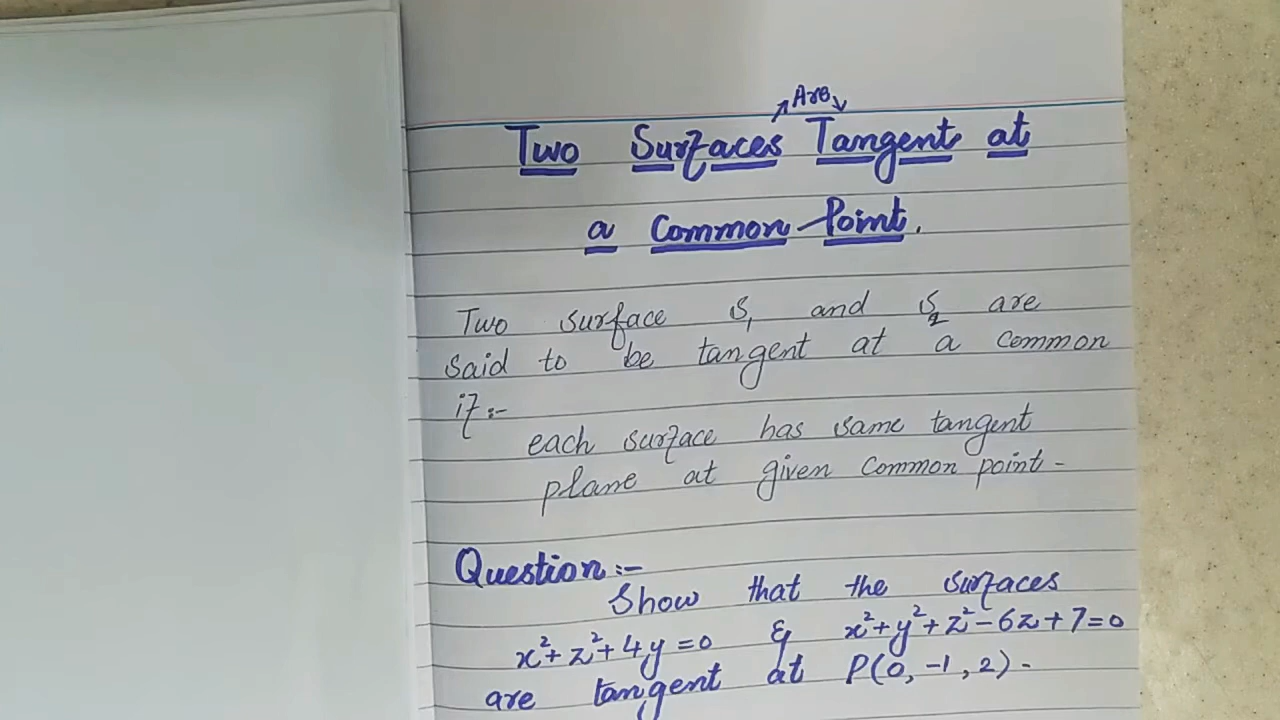 Are
Two Surfaces Tangent at
a Common Point.
Two surface S₁ and S₂ are
said to be tangent at a common
if :-
each surface has same tangent
plane at given common point -
Question :-
Show that the surfaces
x²+z²+4y=0 & x²+y²+z²-6z+7=0
are tangent at P(0,-1,2).